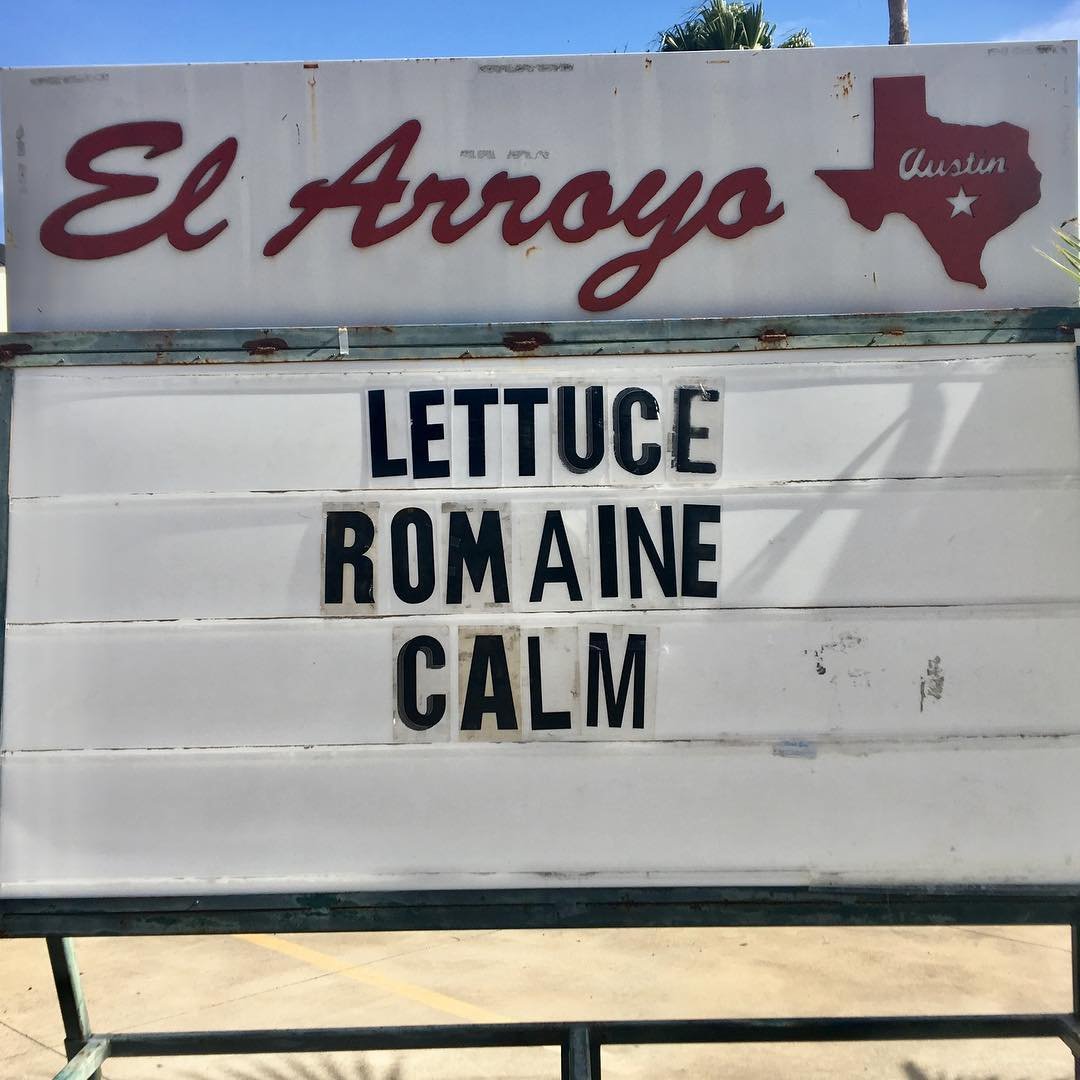 El Arroyo
Austin
LETTUCE
ROMAINE
CALM